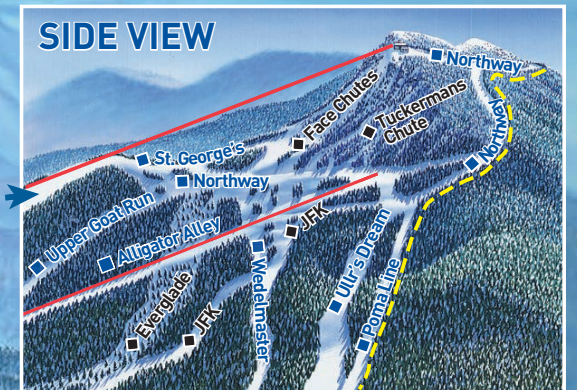 SIDE VIEW
Northway
Face Chutes
Tuckermans
Chute
Northway
St. George's
Northway
Upper Goat Run
Alligator Alley
JFK
Ullr's Dream
Wedelmaster
Poma Line
Everglade
JFK